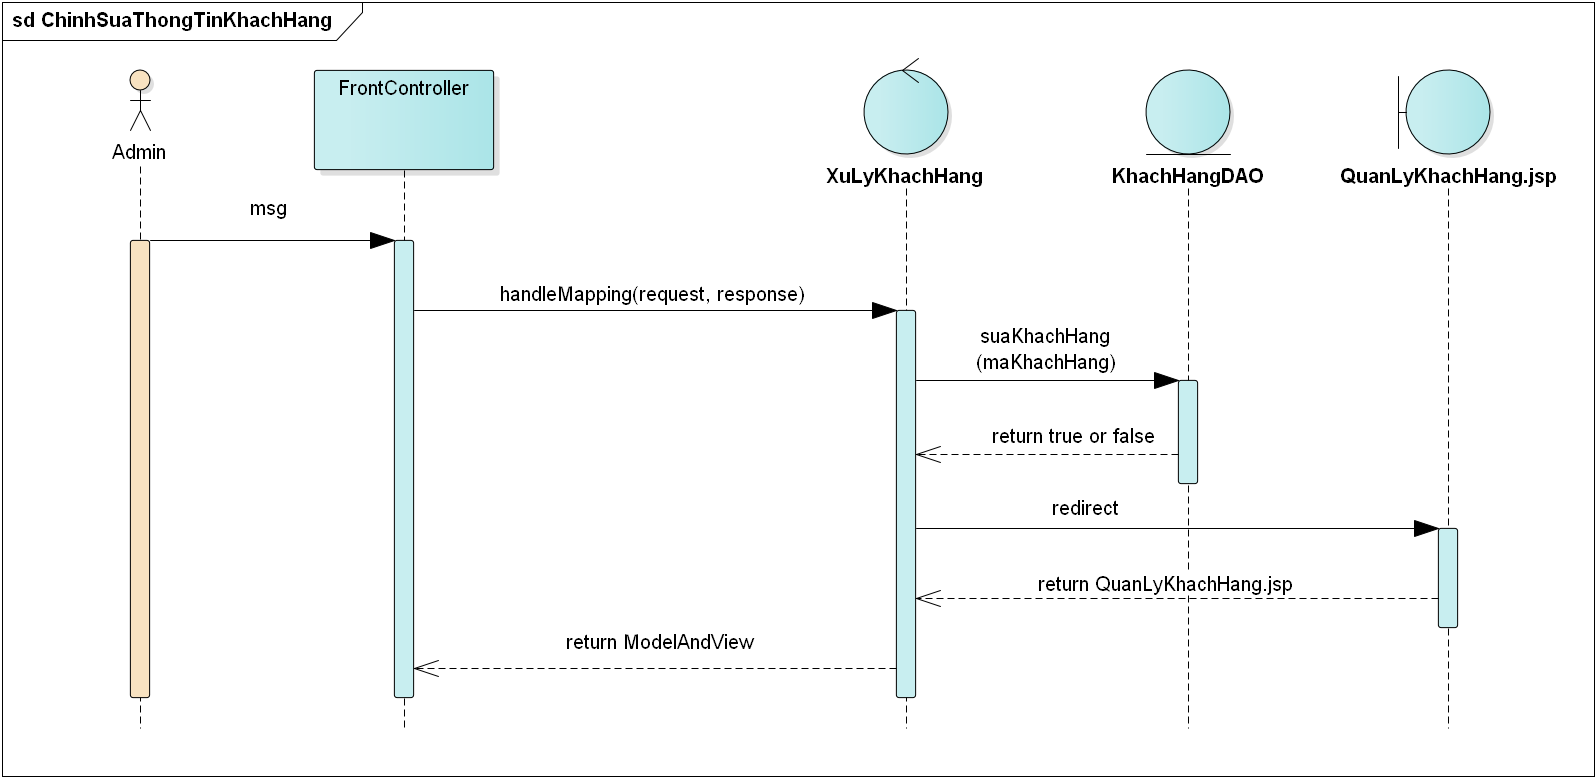 sd ChinhSuaThongTinKhachHang
FrontController
Admin
XuLyKhachHang
KhachHangDAO
QuanLyKhachHang.jsp
msg
handleMapping(request, response)
suaKhachHang
(maKhachHang)
return true or false
redirect
return QuanLyKhachHang.jsp
return ModelAndView